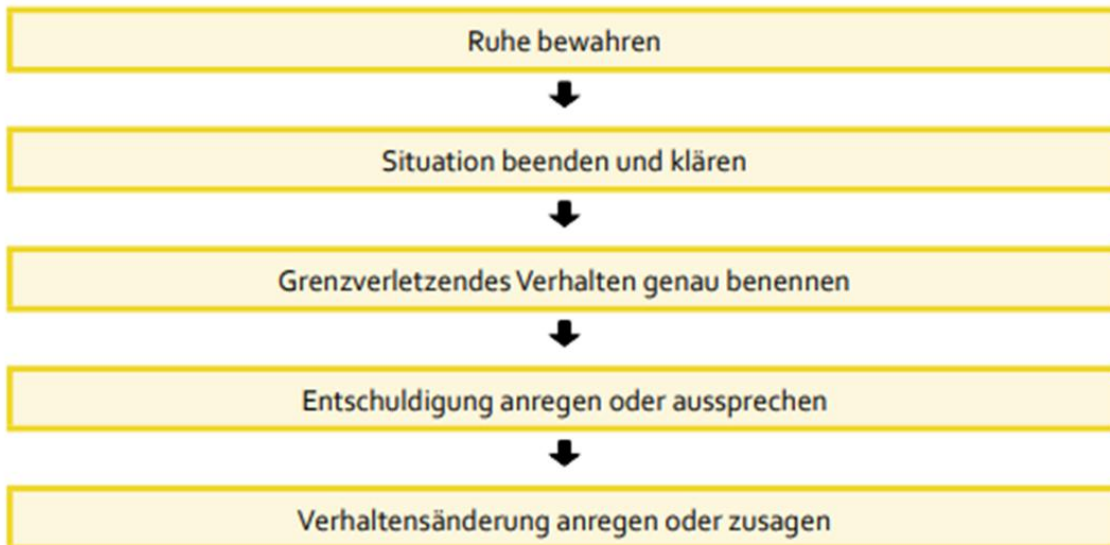 Ruhe bewahren
Situation beenden und klären
Grenzverletzendes Verhalten genau benennen
Entschuldigung anregen oder aussprechen
Verhaltensänderung anregen oder zusagen